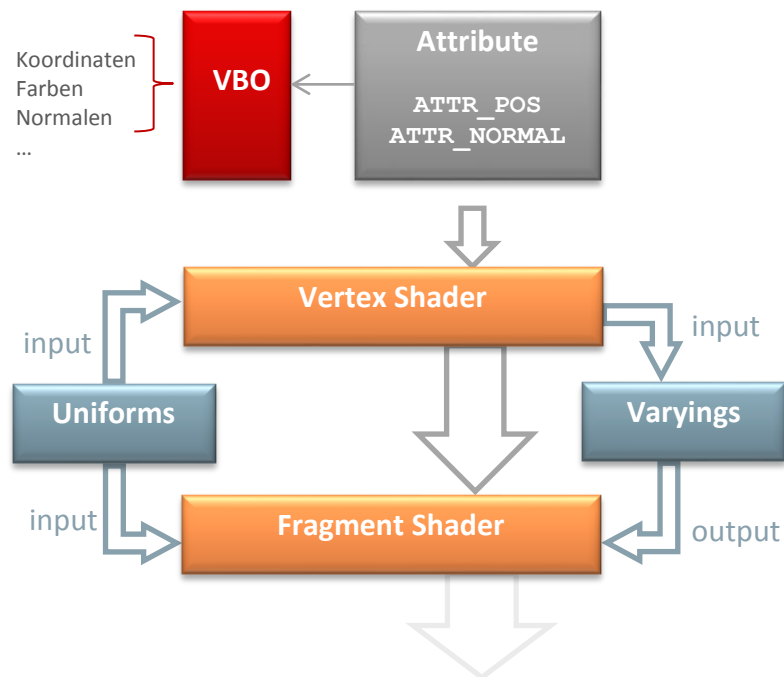 Koordinaten
Farben
Normalen
...
VBO
Attribute
ATTR_POS
ATTR_NORMAL
Vertex Shader
input
input
Uniforms
Varyings
input
Fragment Shader
output